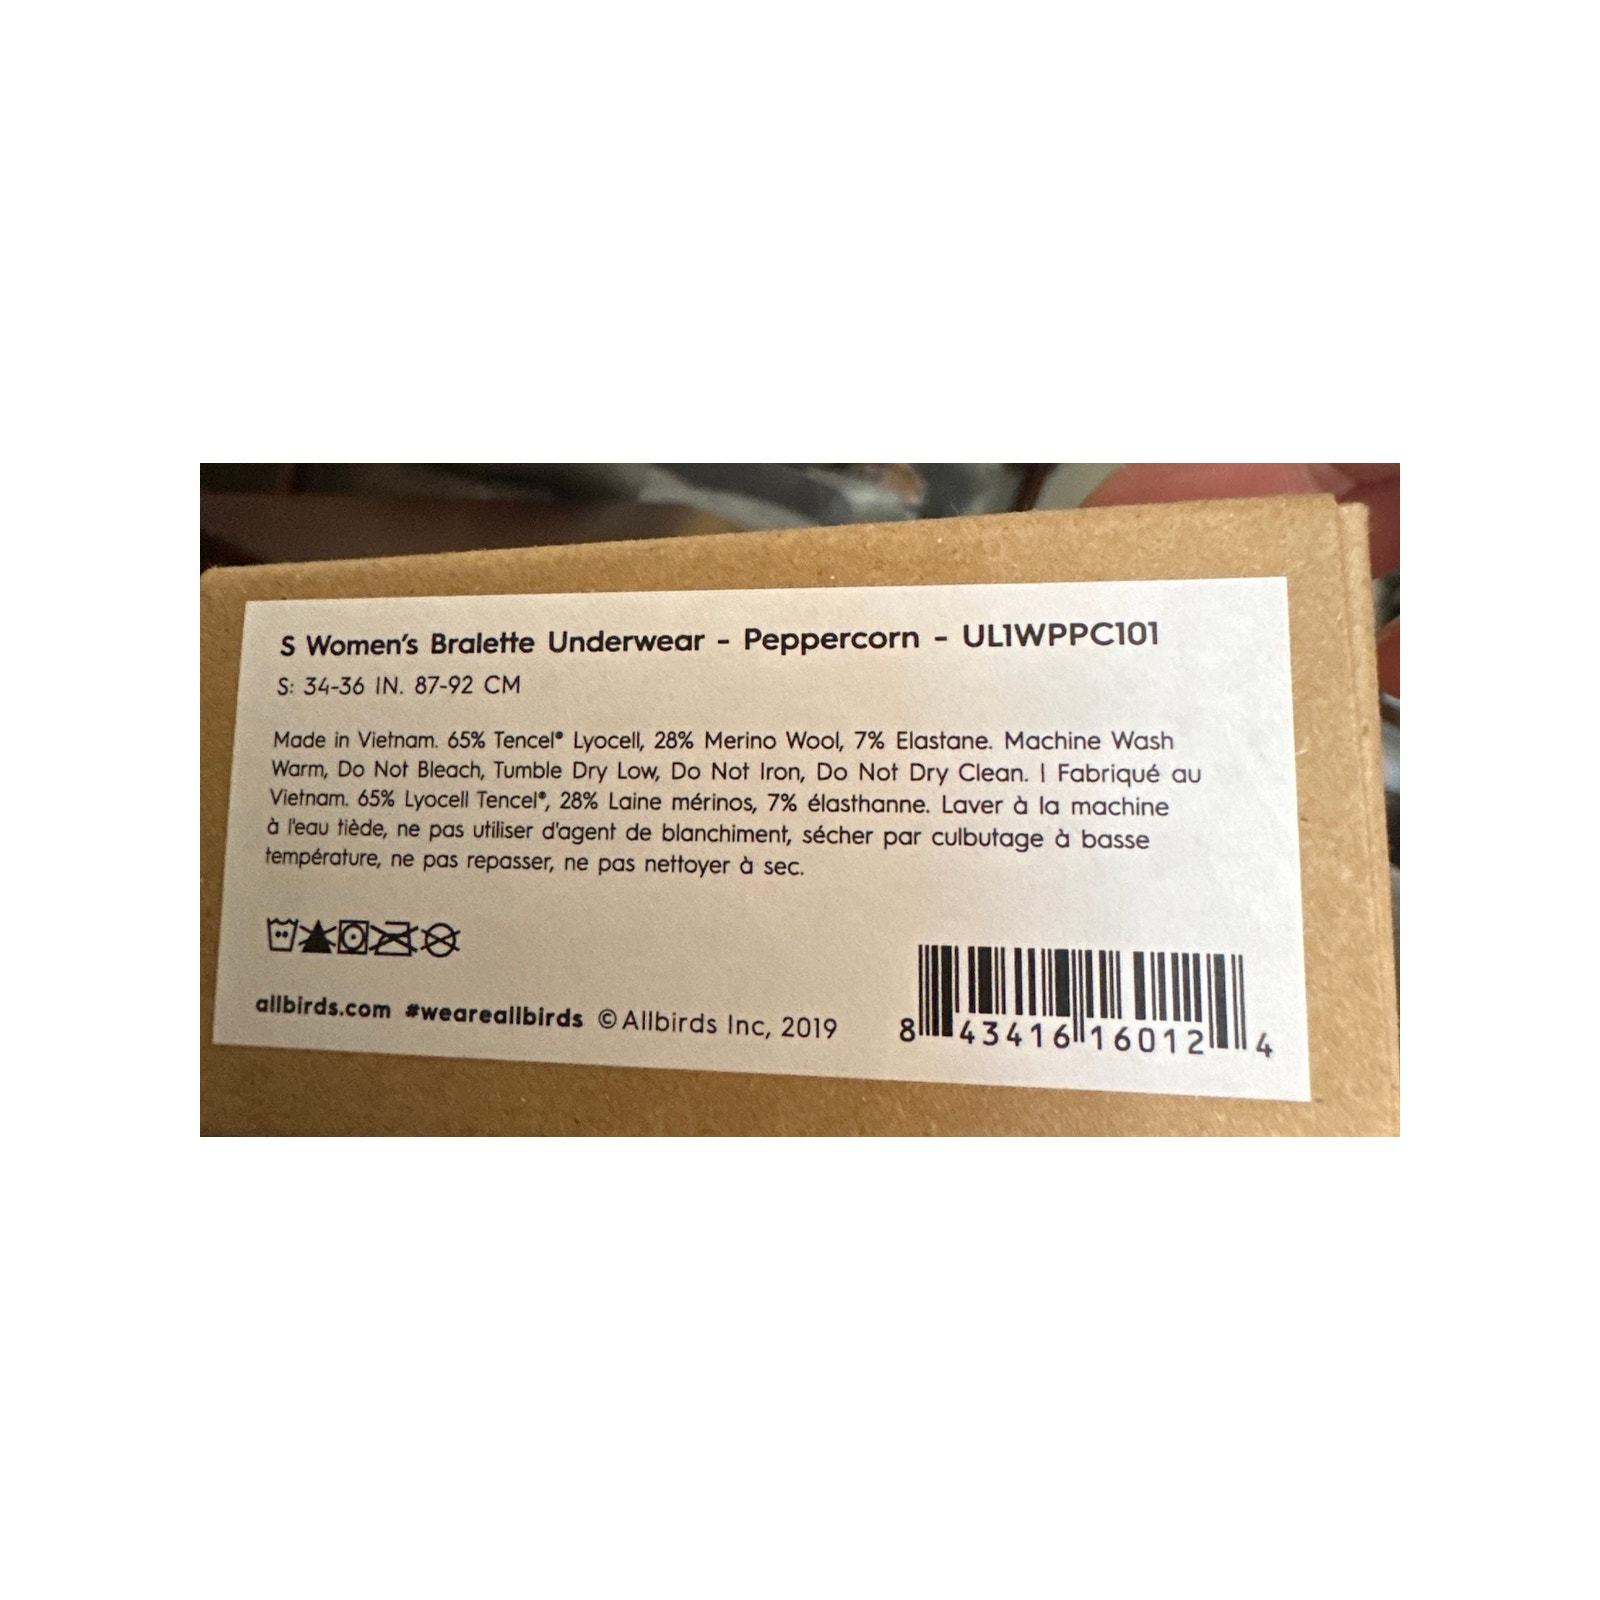 S Women's Bralette Underwear - Peppercorn - UL1WPPC101
S: 34-36 IN. 87-92 CM
Made in Vietnam. 65% Tencel® Lyocell, 28% Merino Wool, 7% Elastane. Machine Wash
Warm, Do Not Bleach, Tumble Dry Low, Do Not Iron, Do Not Dry Clean. | Fabriqué au
Vietnam. 65% Lyocell Tencel®, 28% Laine mérinos, 7% élasthanne. Laver à la machine
à l'eau tiède, ne pas utiliser d'agent de blanchiment, sécher par culbutage à basse
température, ne pas repasser, ne pas nettoyer à sec.
allbirds.com #weareallbirds ©Allbirds Inc, 2019
8 43416 16012 4